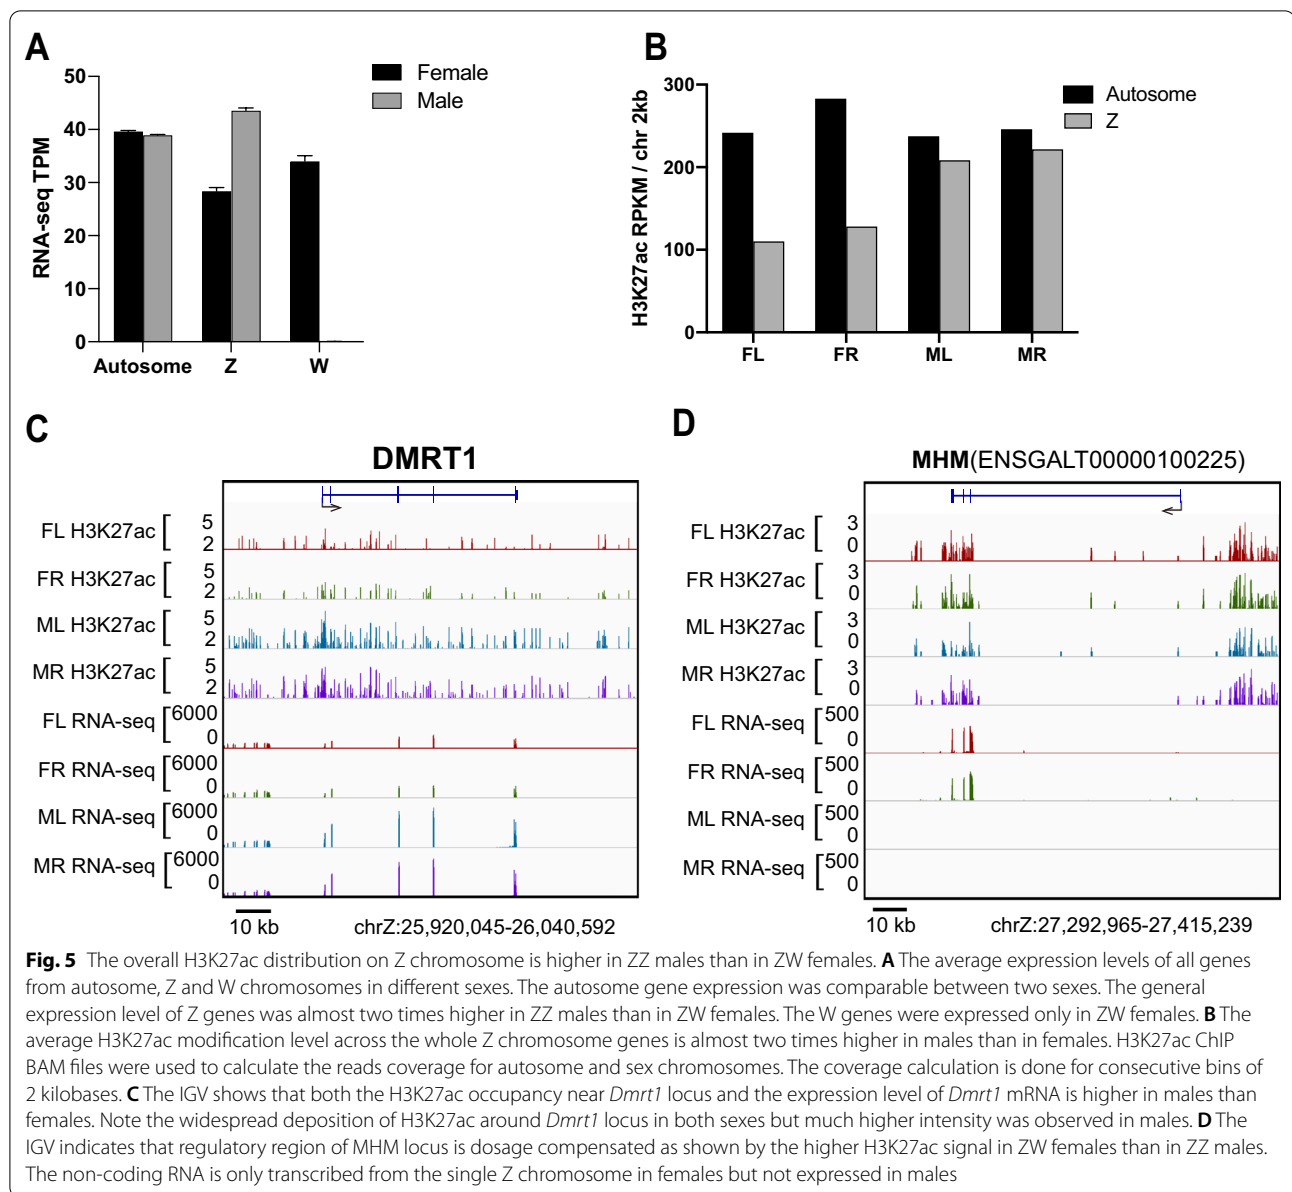 A
RNA-seq TPM
50
40
30
20
10
0
Autosome Z W
Female
Male
B
H3K27ac RPKM / chr 2kb
300
200
100
0
FL FR ML MR
Autosome
Z
C
DMRT1
FL H3K27ac [ 5 2
FR H3K27ac [ 5 2
ML H3K27ac [ 5 2
MR H3K27ac [ 5 2
FL RNA-seq [ 6000 0
FR RNA-seq [ 6000 0
ML RNA-seq [ 6000 0
MR RNA-seq [ 6000 0
10 kb chrZ:25,920,045-26,040,592
D
MHM(ENSGALT00000100225)
FL H3K27ac [ 3 0
FR H3K27ac [ 3 0
ML H3K27ac [ 3 0
MR H3K27ac [ 3 0
FL RNA-seq [ 500 0
FR RNA-seq [ 500 0
ML RNA-seq [ 500 0
MR RNA-seq [ 500 0
10 kb chrZ:27,292,965-27,415,239
Fig. 5 The overall H3K27ac distribution on Z chromosome is higher in ZZ males than in ZW females. A The average expression levels of all genes
from autosome, Z and W chromosomes in different sexes. The autosome gene expression was comparable between two sexes. The general
expression level of Z genes was almost two times higher in ZZ males than in ZW females. The W genes were expressed only in ZW females. B The
average H3K27ac modification level across the whole Z chromosome genes is almost two times higher in males than in females. H3K27ac ChIP
BAM files were used to calculate the reads coverage for autosome and sex chromosomes. The coverage calculation is done for consecutive bins of
2 kilobases. C The IGV shows that both the H3K27ac occupancy near Dmrt1 locus and the expression level of Dmrt1 mRNA is higher in males than
females. Note the widespread deposition of H3K27ac around Dmrt1 locus in both sexes but much higher intensity was observed in males. D The
IGV indicates that regulatory region of MHM locus is dosage compensated as shown by the higher H3K27ac signal in ZW females than in ZZ males.
The non-coding RNA is only transcribed from the single Z chromosome in females but not expressed in males